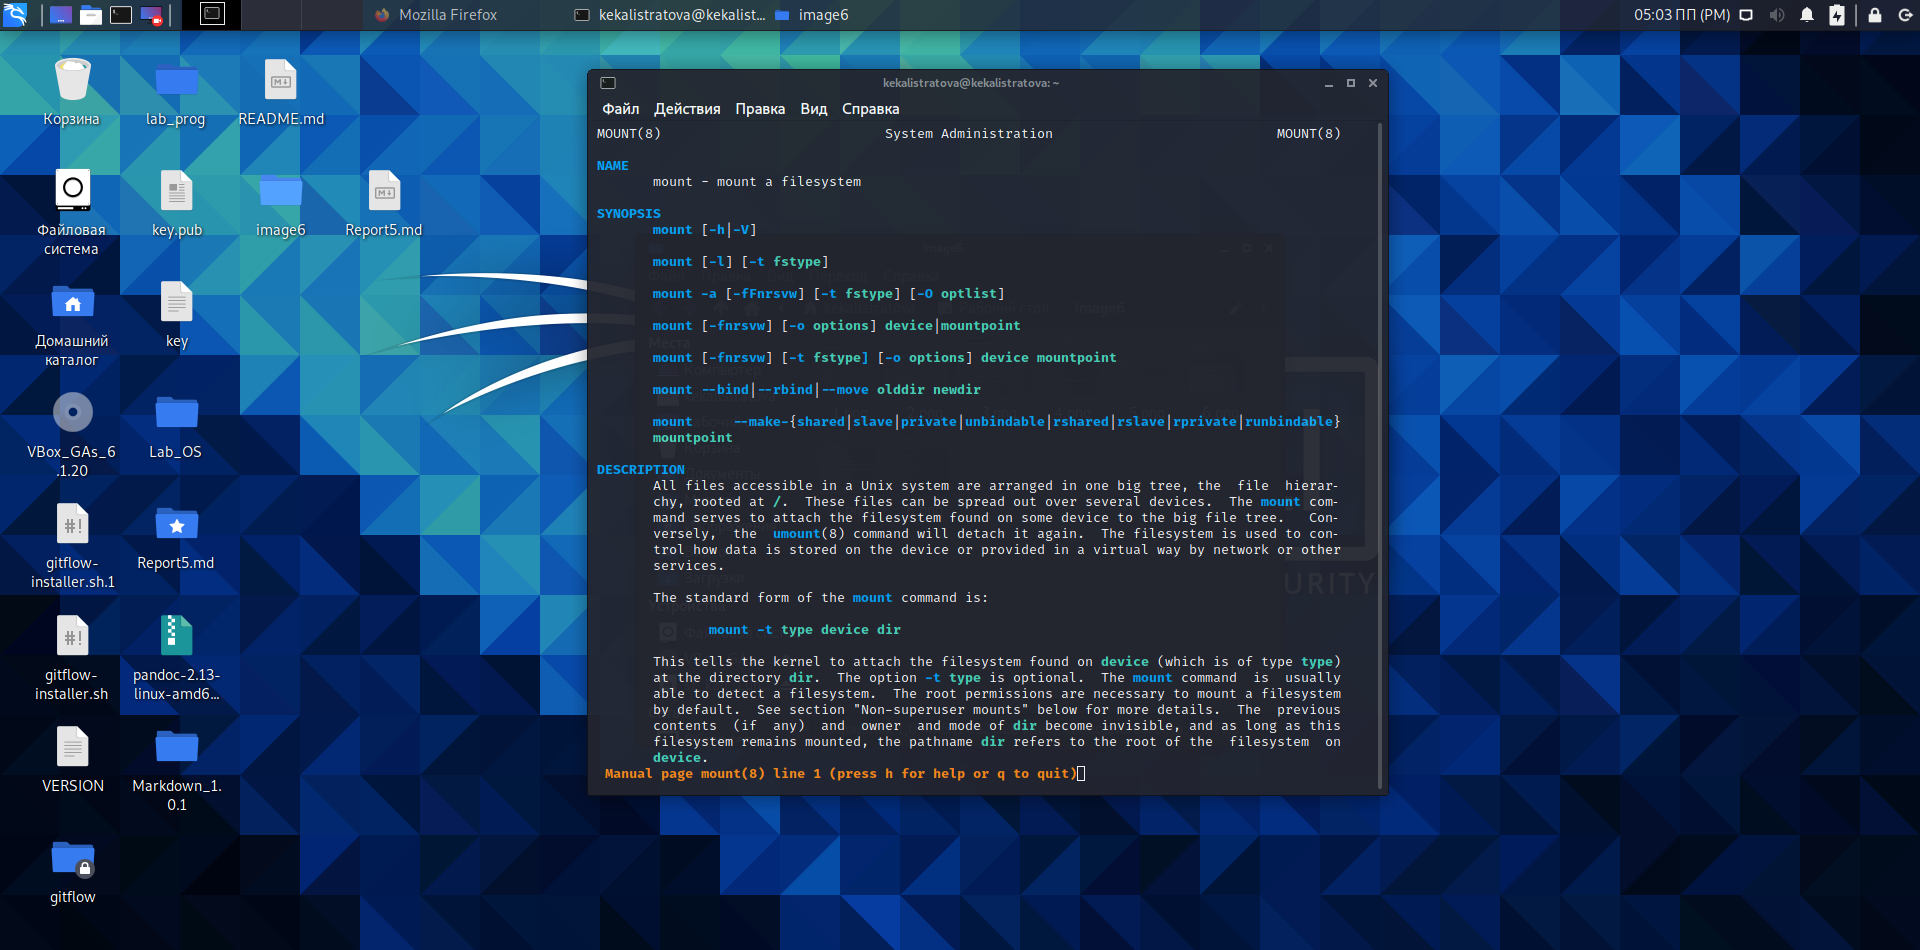 Mozilla Firefox
kekalistratova@kekalist...
image6
05:03 ПП (PM)
Корзина
lab_prog
README.md
Файловая
система
key.pub
image6
Report5.md
Домашний
каталог
key
VBox_GAs_6
.1.20
Lab_OS
gitflow-
installer.sh.1
Report5.md
gitflow-
installer.sh
pandoc-2.13-
linux-amd6...
VERSION
Markdown_1.
0.1
gitflow
kekalistratova@kekalistratova: ~
Файл Действия Правка Вид Справка
MOUNT(8) System Administration MOUNT(8)
NAME
mount - mount a filesystem
SYNOPSIS
mount [-h|-V]
mount [-l] [-t fstype]
mount -a [-fFnrsvw] [-t fstype] [-O optlist]
mount [-fnrsvw] [-o options] device|mountpoint
mount [-fnrsvw] [-t fstype] [-o options] device mountpoint
mount --bind|--rbind|--move olddir newdir
mount --make-{shared|slave|private|unbindable|rshared|rslave|rprivate|runbindable}
mountpoint
DESCRIPTION
All files accessible in a Unix system are arranged in one big tree, the file hierar-
chy, rooted at /. These files can be spread out over several devices. The mount com-
mand serves to attach the filesystem found on some device to the big file tree. Con-
versely, the umount(8) command will detach it again. The filesystem is used to con-
trol how data is stored on the device or provided in a virtual way by network or other
services.
The standard form of the mount command is:
mount -t type device dir
This tells the kernel to attach the filesystem found on device (which is of type type)
at the directory dir. The option -t type is optional. The mount command is usually
able to detect a filesystem. The root permissions are necessary to mount a filesystem
by default. See section "Non-superuser mounts" below for more details. The previous
contents (if any) and owner and mode of dir become invisible, and as long as this
filesystem remains mounted, the pathname dir refers to the root of the filesystem on
device.
Manual page mount(8) line 1 (press h for help or q to quit)
URITY